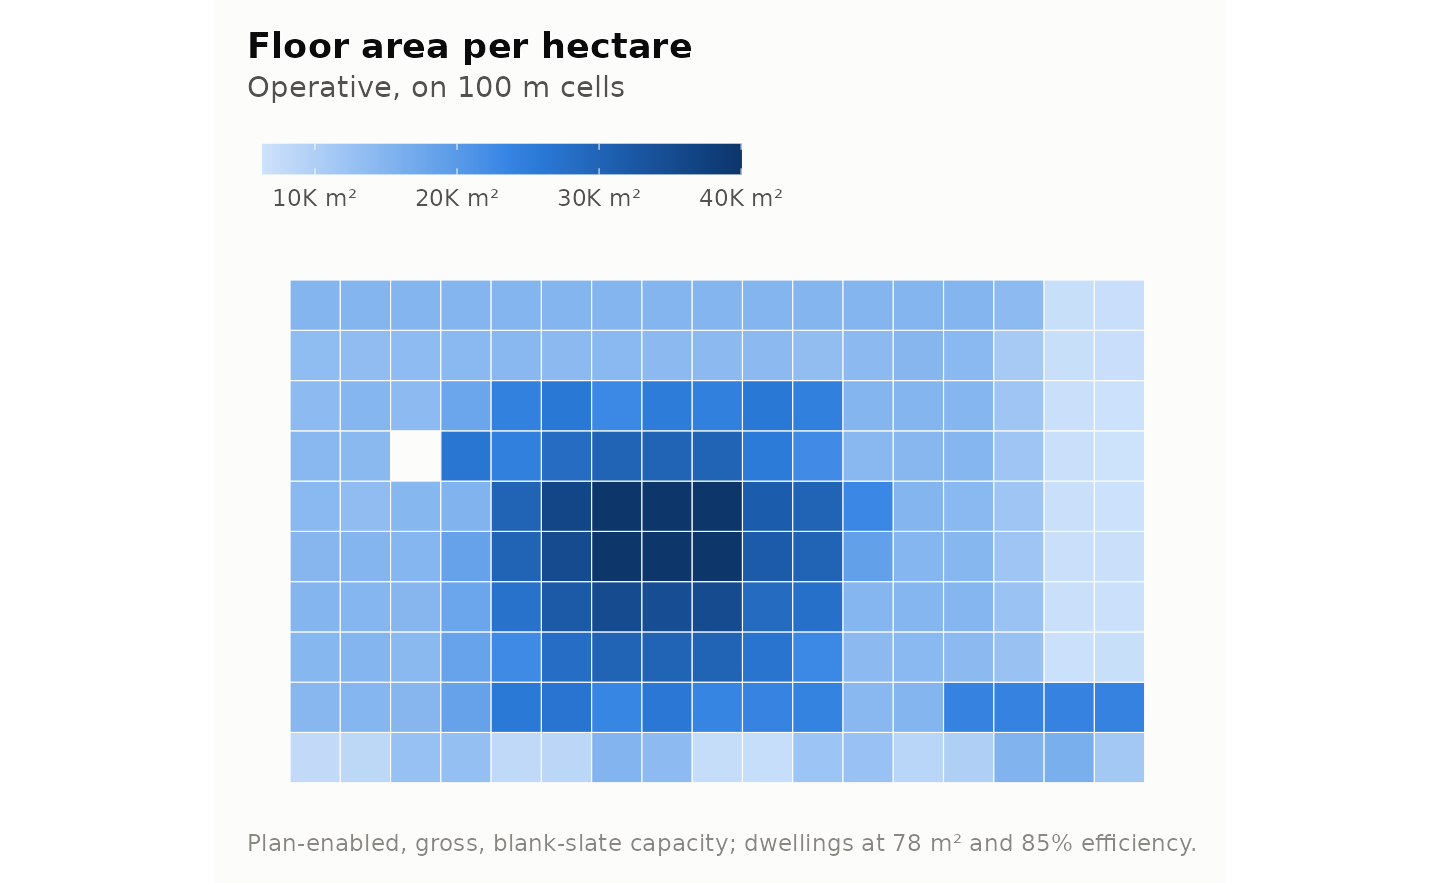 Floor area per hectare
Operative, on 100 m cells
10K m² 20K m² 30K m² 40K m²
Plan-enabled, gross, blank-slate capacity; dwellings at 78 m² and 85% efficiency.